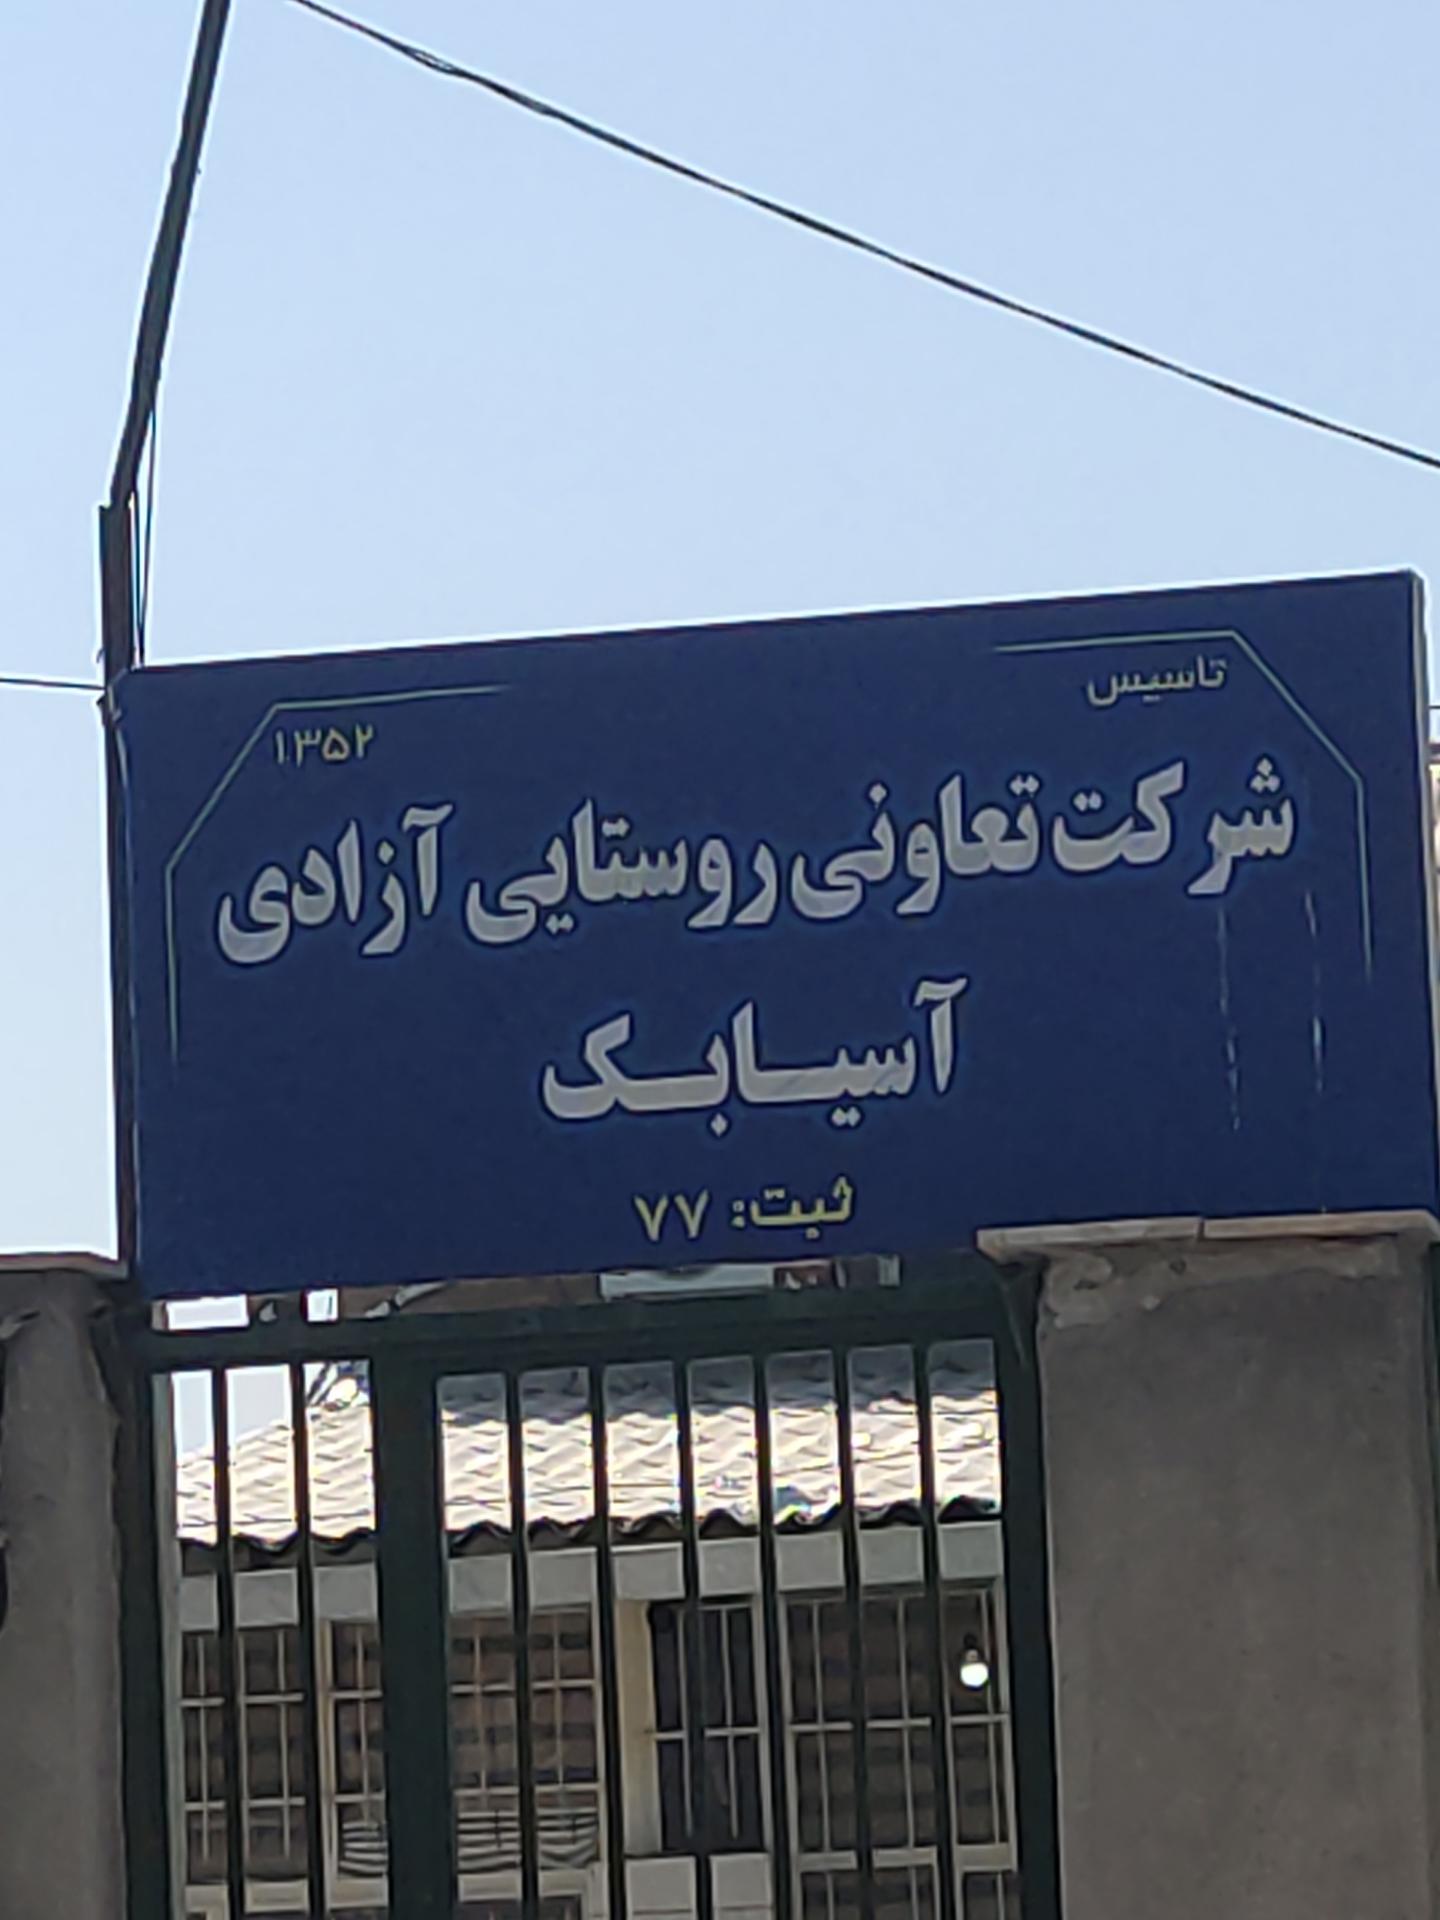 تاسیس ۱۳۵۲
شرکت تعاونی روستایی آزادی
آسیابک
ثبت: ۷۷